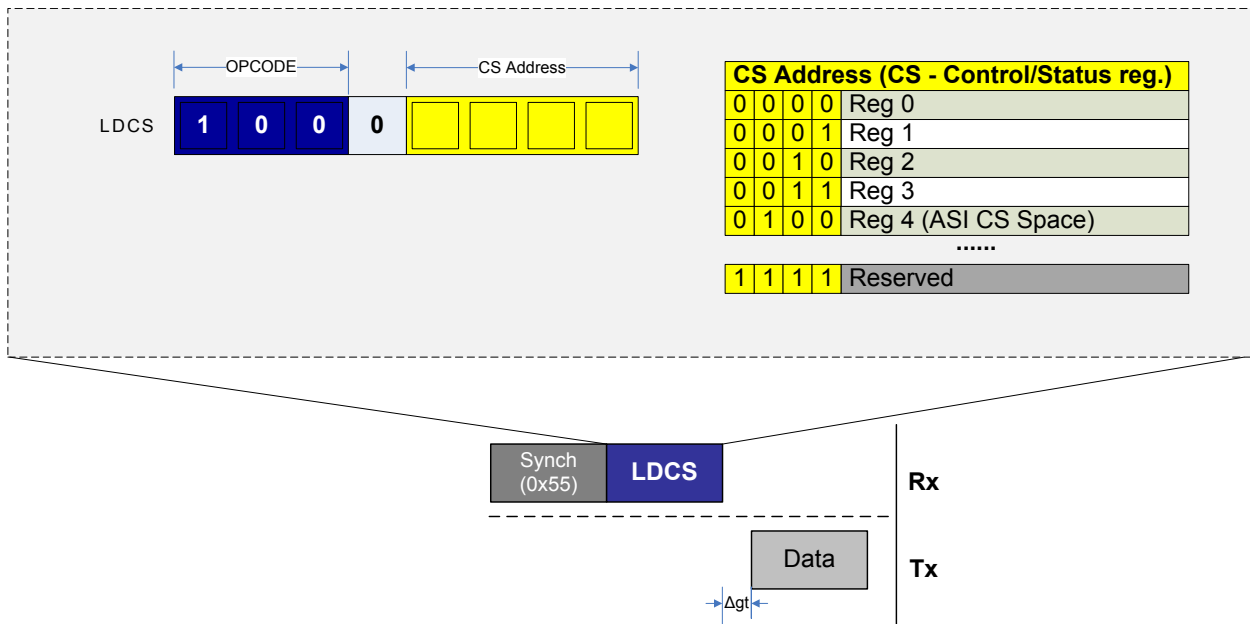 OPCODE
CS Address
LDCS
1 0 0 0
CS Address (CS - Control/Status reg.)
0 0 0 0 Reg 0
0 0 0 1 Reg 1
0 0 1 0 Reg 2
0 0 1 1 Reg 3
0 1 0 0 Reg 4 (ASI CS Space)
......
1 1 1 1 Reserved
Synch
(0x55)
LDCS
Rx
Data
Tx
Δgt